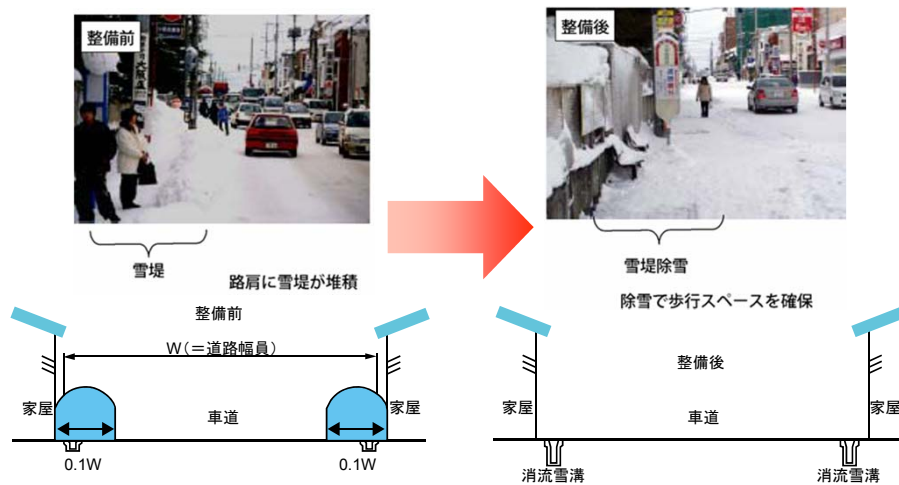 整備前
整備後
雪堤
路肩に雪堤が堆積
雪堤除雪
除雪で歩行スペースを確保
整備前
W(=道路幅員)
家屋
車道
家屋
0.1W
0.1W
整備後
家屋
車道
家屋
消流雪溝
消流雪溝